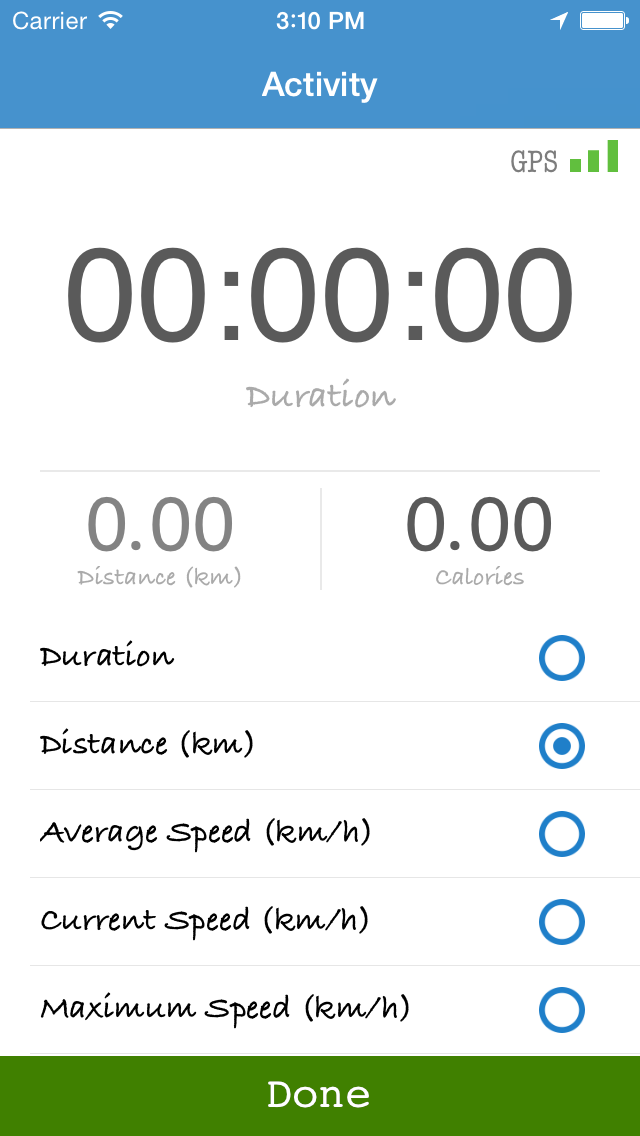 Carrier 3:10 PM
Activity
GPS
00:00:00
Duration
0.00 0.00
Distance (km) Calories
Duration
Distance (km)
Average Speed (km/h)
Current Speed (km/h)
Maximum Speed (km/h)
Done